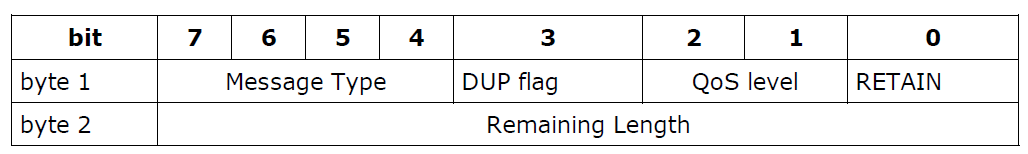 bit 7 6 5 4 3 2 1 0
byte 1 Message Type DUP flag QoS level RETAIN
byte 2 Remaining Length